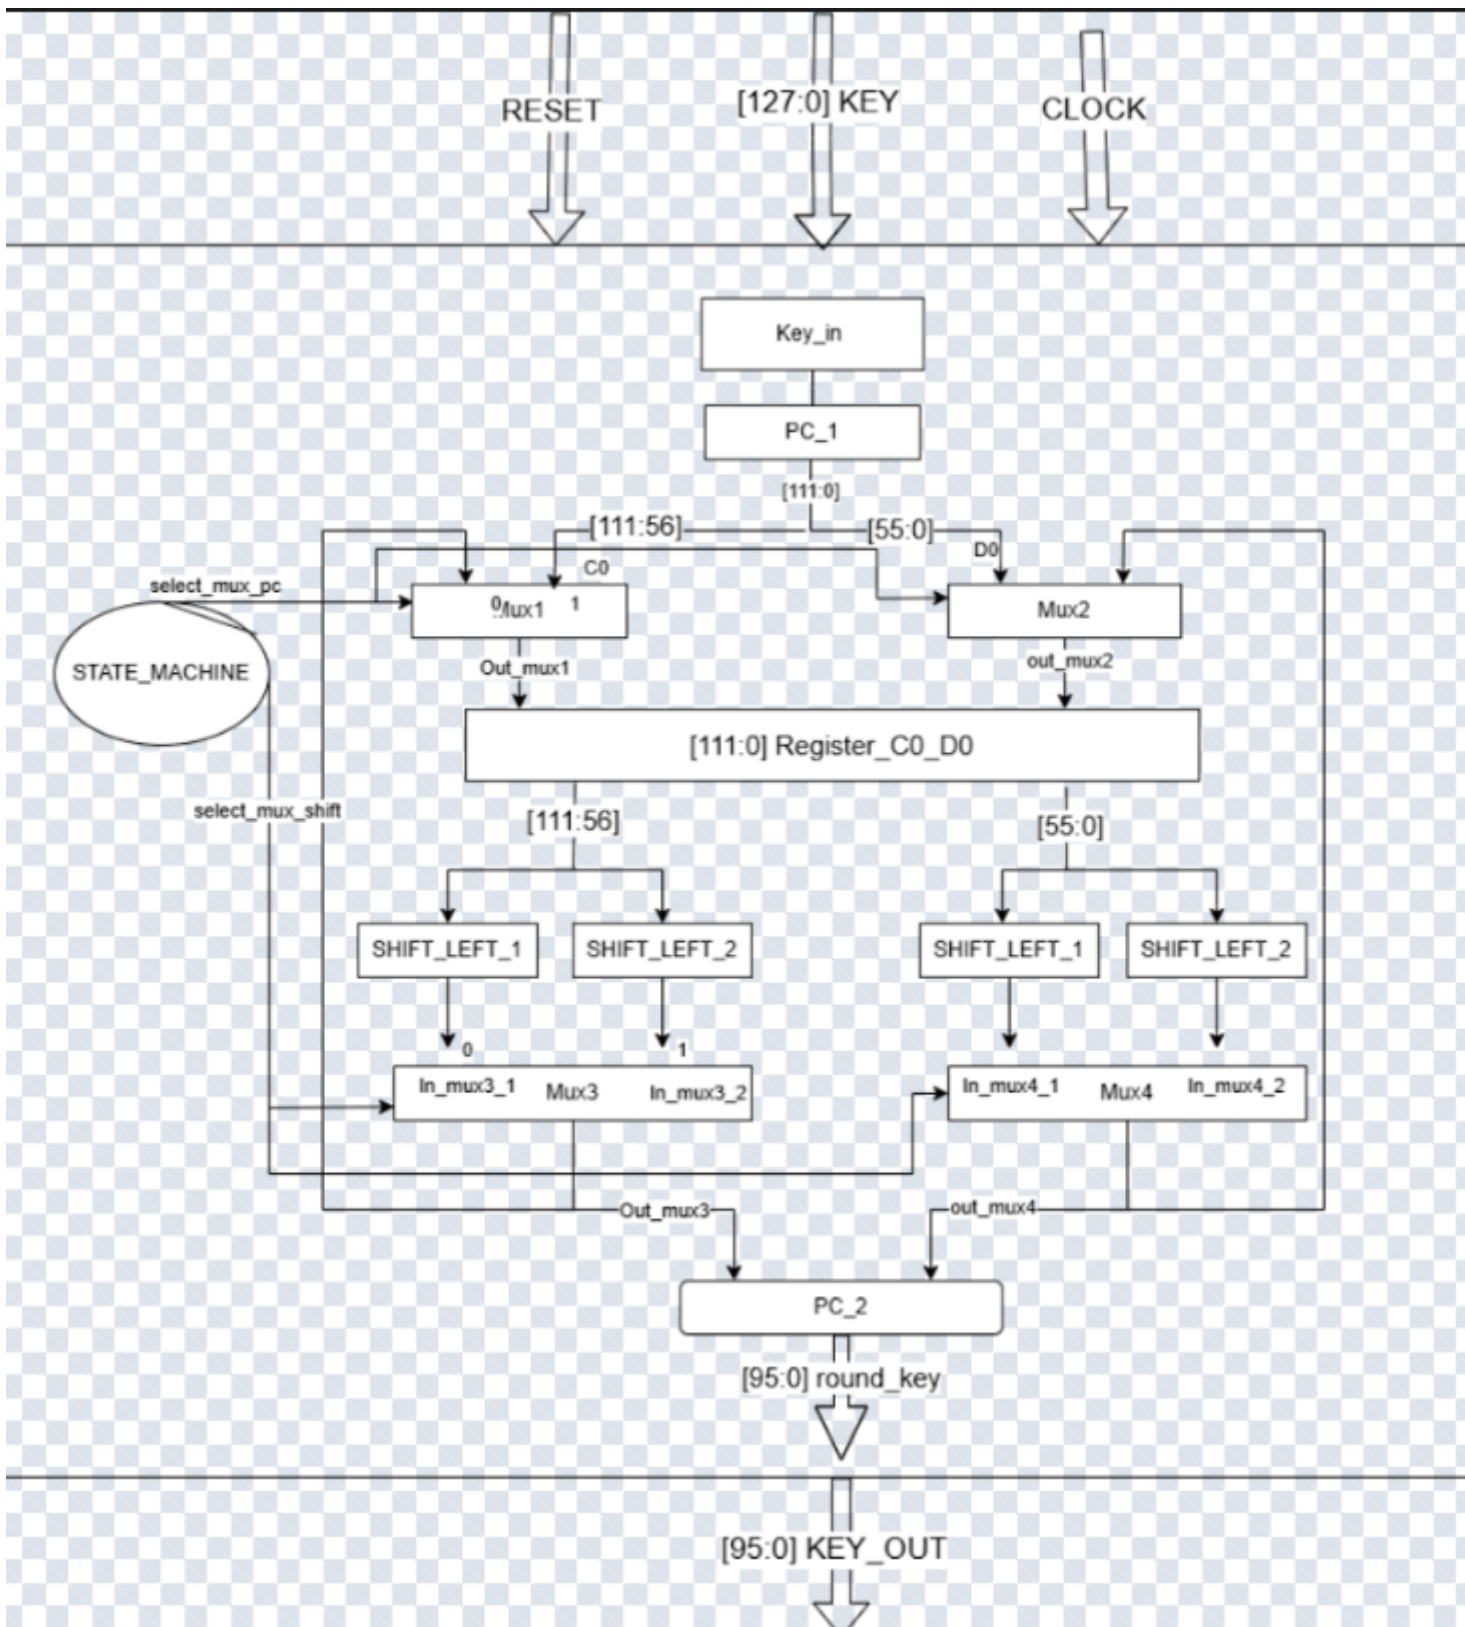 RESET
[127:0] KEY
CLOCK
Key_in
PC_1
[111:0]
[111:56]
[55:0]
D0
C0
select_mux_pc
0
Mux1
1
Mux2
STATE_MACHINE
Out_mux1
out_mux2
[111:0] Register_C0_D0
select_mux_shift
[111:56]
[55:0]
SHIFT_LEFT_1
SHIFT_LEFT_2
SHIFT_LEFT_1
SHIFT_LEFT_2
0
1
In_mux3_1
Mux3
In_mux3_2
In_mux4_1
Mux4
In_mux4_2
Out_mux3
out_mux4
PC_2
[95:0] round_key
[95:0] KEY_OUT